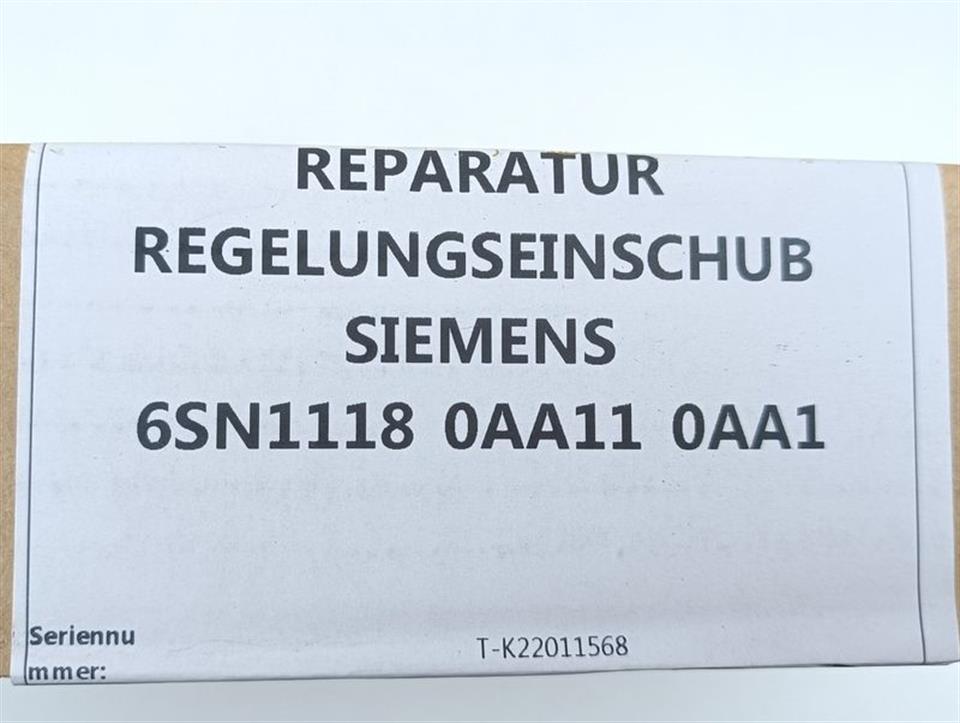 REPARATUR
REGELUNGSEINSCHUB
SIEMENS
6SN1118 0AA11 0AA1
Seriennu
mmer:
T-K22011568